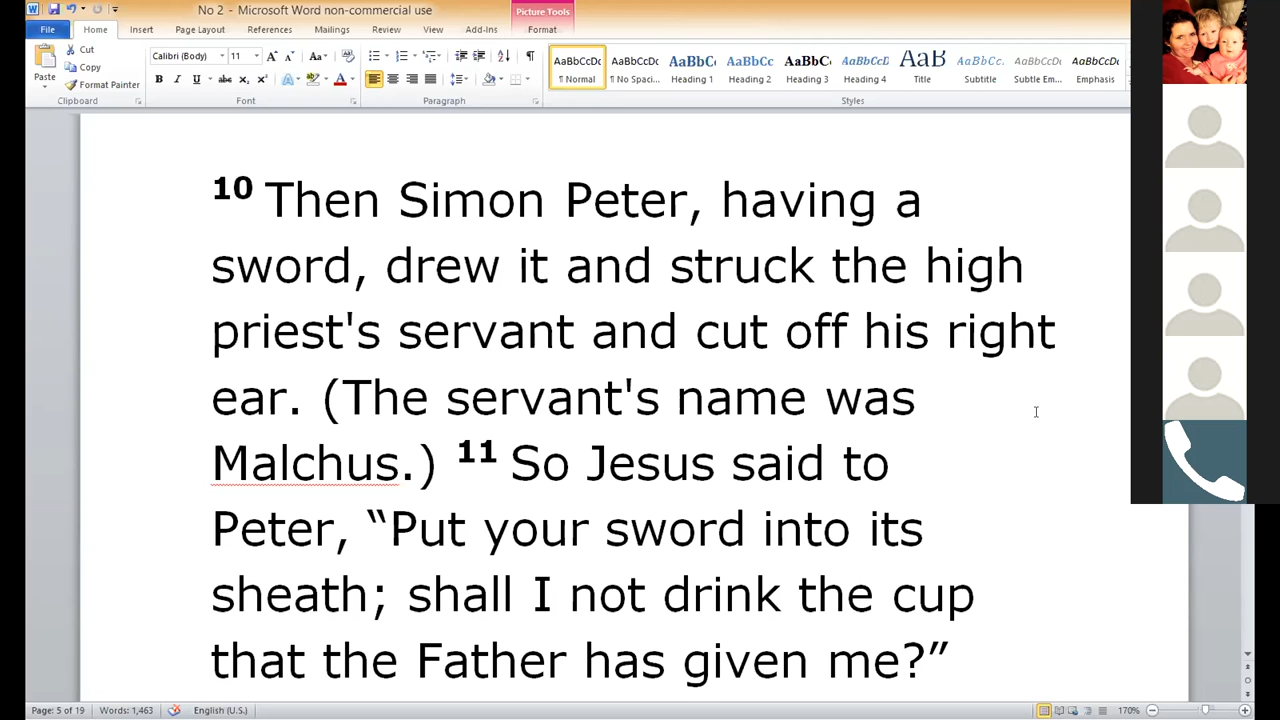 No 2 - Microsoft Word non-commercial use
Picture Tools
File Home Insert Page Layout References Mailings Review View Add-Ins Format
Paste
Cut
Copy
Format Painter
Clipboard
Calibri (Body) 11
Font
Paragraph
AaBbCcDc AaBbCcDc AaBbCc AaBbCc AaBbCc AaBbCcI AaB AaBbCc. AaBbCcDc AaBbCcDc
¶ Normal ¶ No Spaci... Heading 1 Heading 2 Heading 3 Heading 4 Title Subtitle Subtle Em... Emphasis
Styles
10 Then Simon Peter, having a
sword, drew it and struck the high
priest's servant and cut off his right
ear. (The servant's name was
Malchus.) 11 So Jesus said to
Peter, “Put your sword into its
sheath; shall I not drink the cup
that the Father has given me?”
Page: 5 of 19 Words: 1,463 English (U.S.) 170%